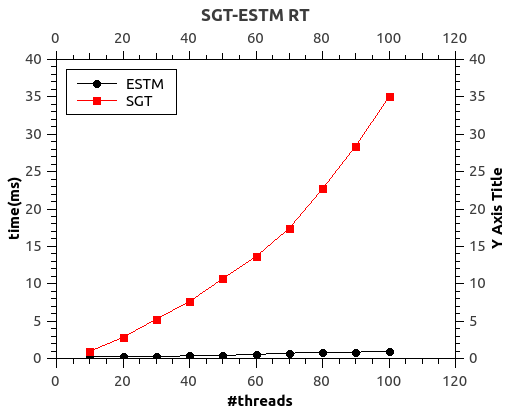 SGT-ESTM RT
0 20 40 60 80 100 120
40 40
ESTM
SGT
35 35
30 30
25 25
20 20
15 15
10 10
5 5
0 0
time(ms)
Y Axis Title
0 20 40 60 80 100 120
#threads